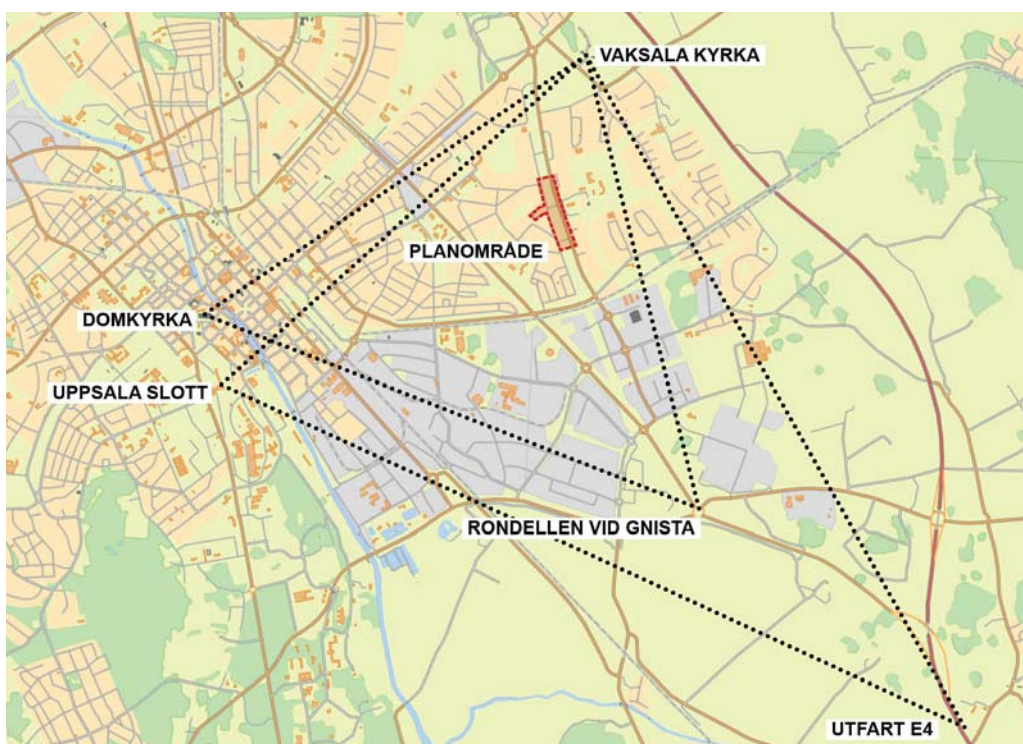 VAKSALA KYRKA
PLANOMRÅDE
DOMKYRKA
UPPSALA SLOTT
RONDELLEN VID GNISTA
UTFART E4